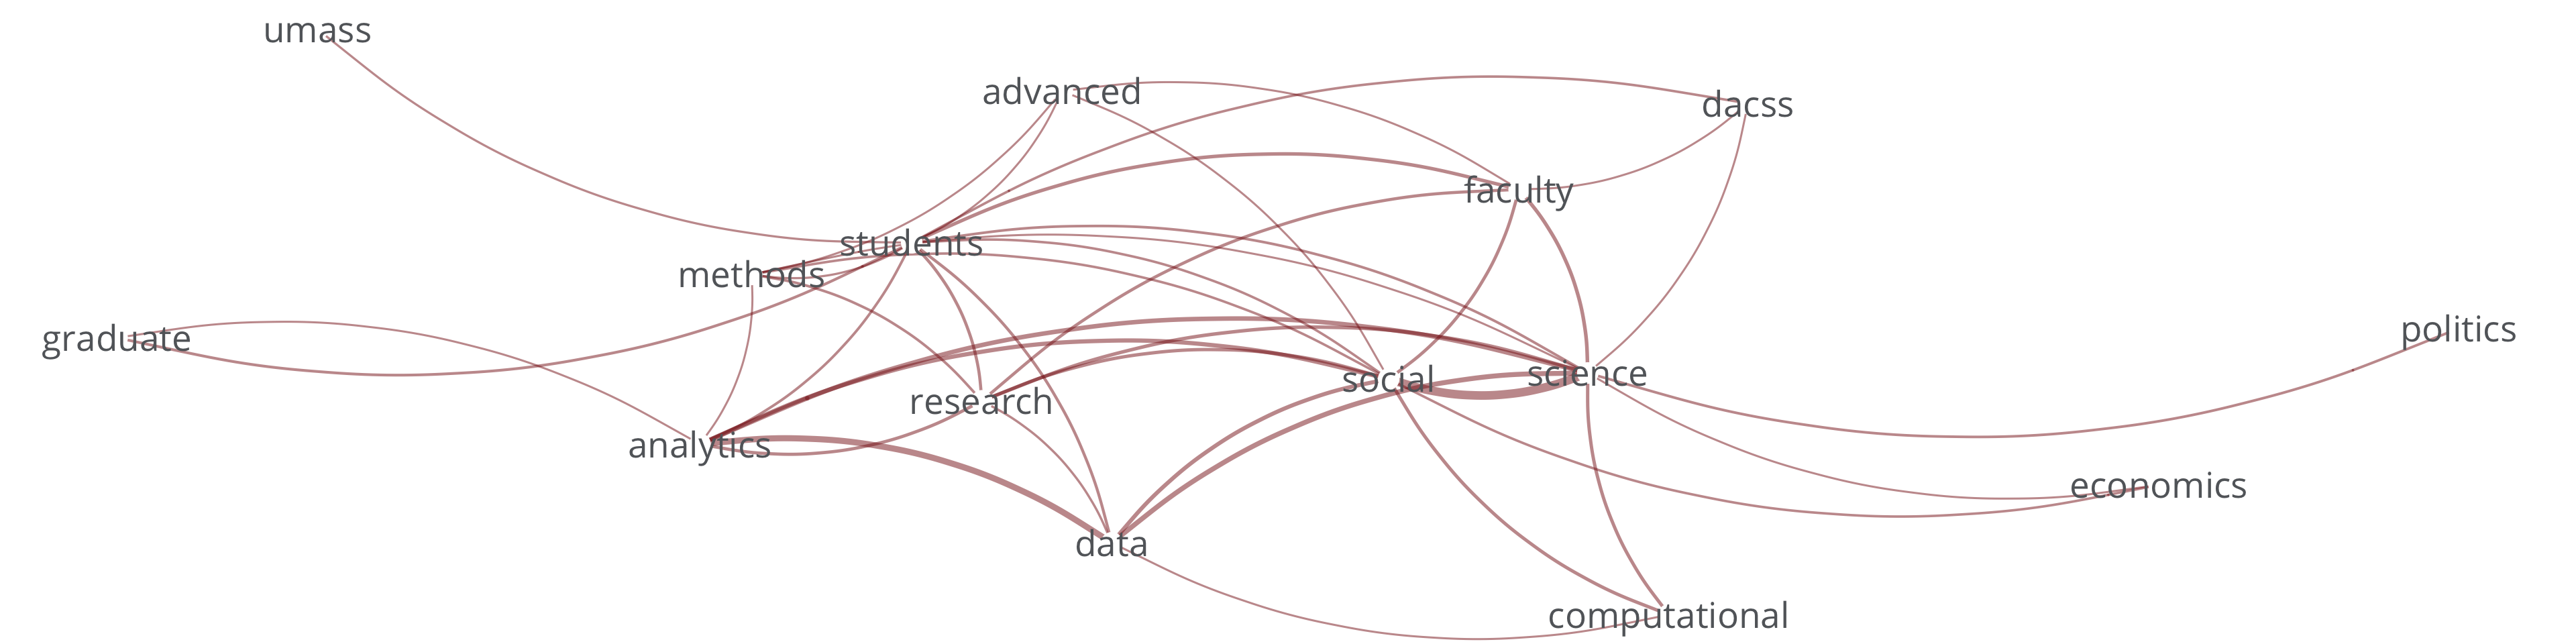 umass
advanced
dacss
faculty
students
methods
graduate
politics
social
science
research
analytics
economics
data
computational